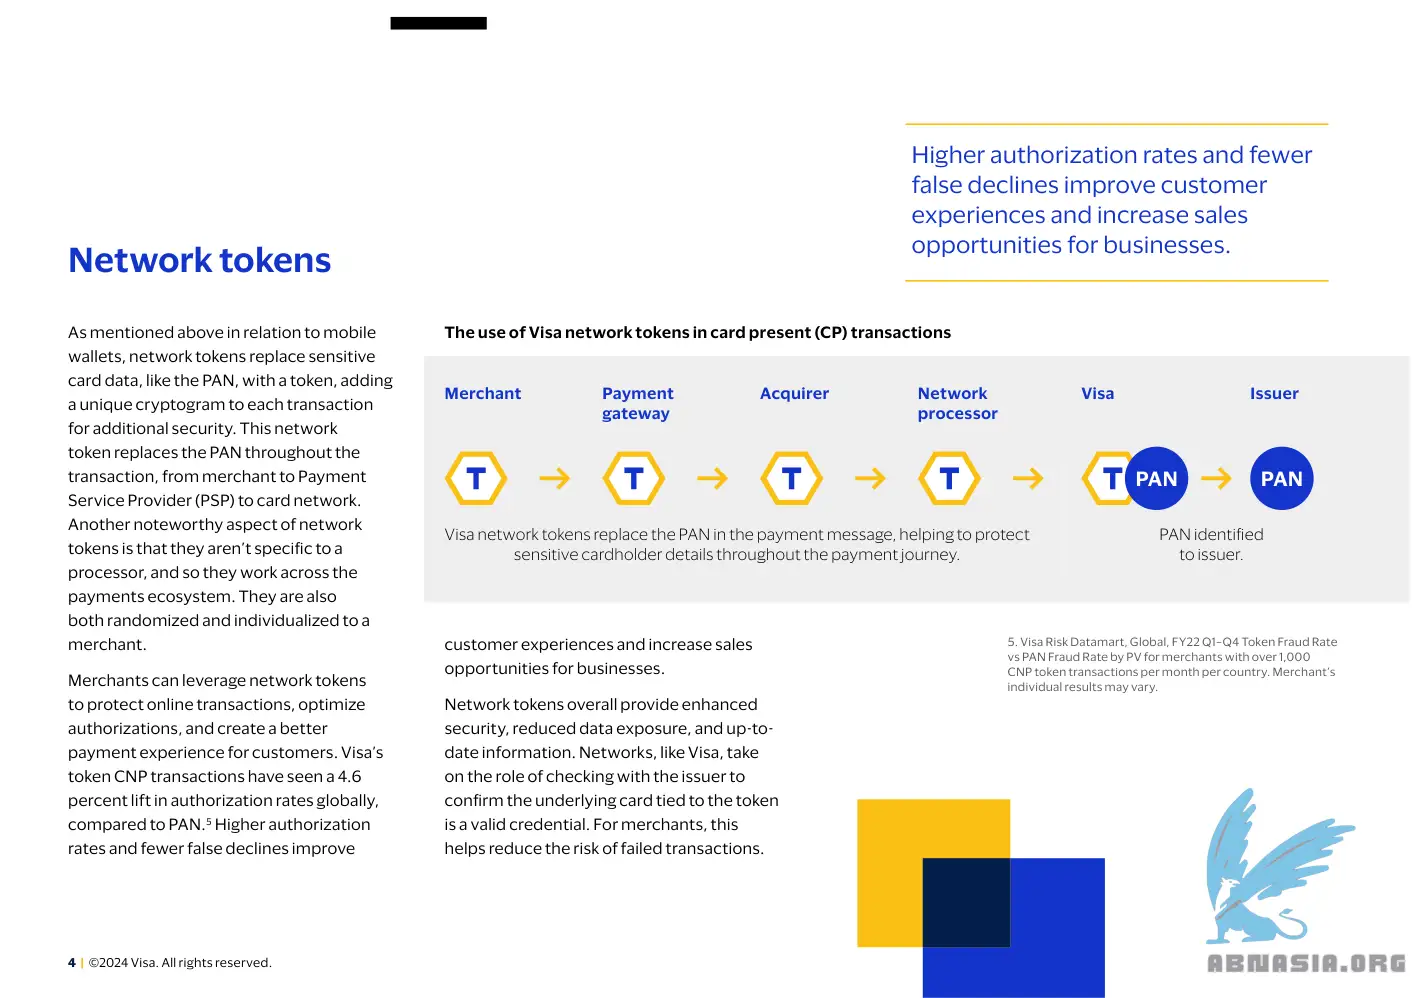 Higher authorization rates and fewer
false declines improve customer
experiences and increase sales
opportunities for businesses.
Network tokens
As mentioned above in relation to mobile
wallets, network tokens replace sensitive
card data, like the PAN, with a token, adding
a unique cryptogram to each transaction
for additional security. This network
token replaces the PAN throughout the
transaction, from merchant to Payment
Service Provider (PSP) to card network.
Another noteworthy aspect of network
tokens is that they aren't specific to a
processor, and so they work across the
payments ecosystem. They are also
both randomized and individualized to a
merchant.
Merchants can leverage network tokens
to protect online transactions, optimize
authorizations, and create a better
payment experience for customers. Visa's
token CNP transactions have seen a 4.6
percent lift in authorization rates globally,
compared to PAN.⁵ Higher authorization
rates and fewer false declines improve
The use of Visa network tokens in card present (CP) transactions
Merchant
Payment
gateway
Acquirer
Network
processor
Visa
Issuer
T
T
T
T
T PAN
PAN
Visa network tokens replace the PAN in the payment message, helping to protect
sensitive cardholder details throughout the payment journey.
PAN identified
to issuer.
customer experiences and increase sales
opportunities for businesses.
Network tokens overall provide enhanced
security, reduced data exposure, and up-to-
date information. Networks, like Visa, take
on the role of checking with the issuer to
confirm the underlying card tied to the token
is a valid credential. For merchants, this
helps reduce the risk of failed transactions.
5. Visa Risk Datamart, Global, FY22 Q1–Q4 Token Fraud Rate
vs PAN Fraud Rate by PV for merchants with over 1,000
CNP token transactions per month per country. Merchant's
individual results may vary.
4 | ©2024 Visa. All rights reserved.
ABNASIA.ORG